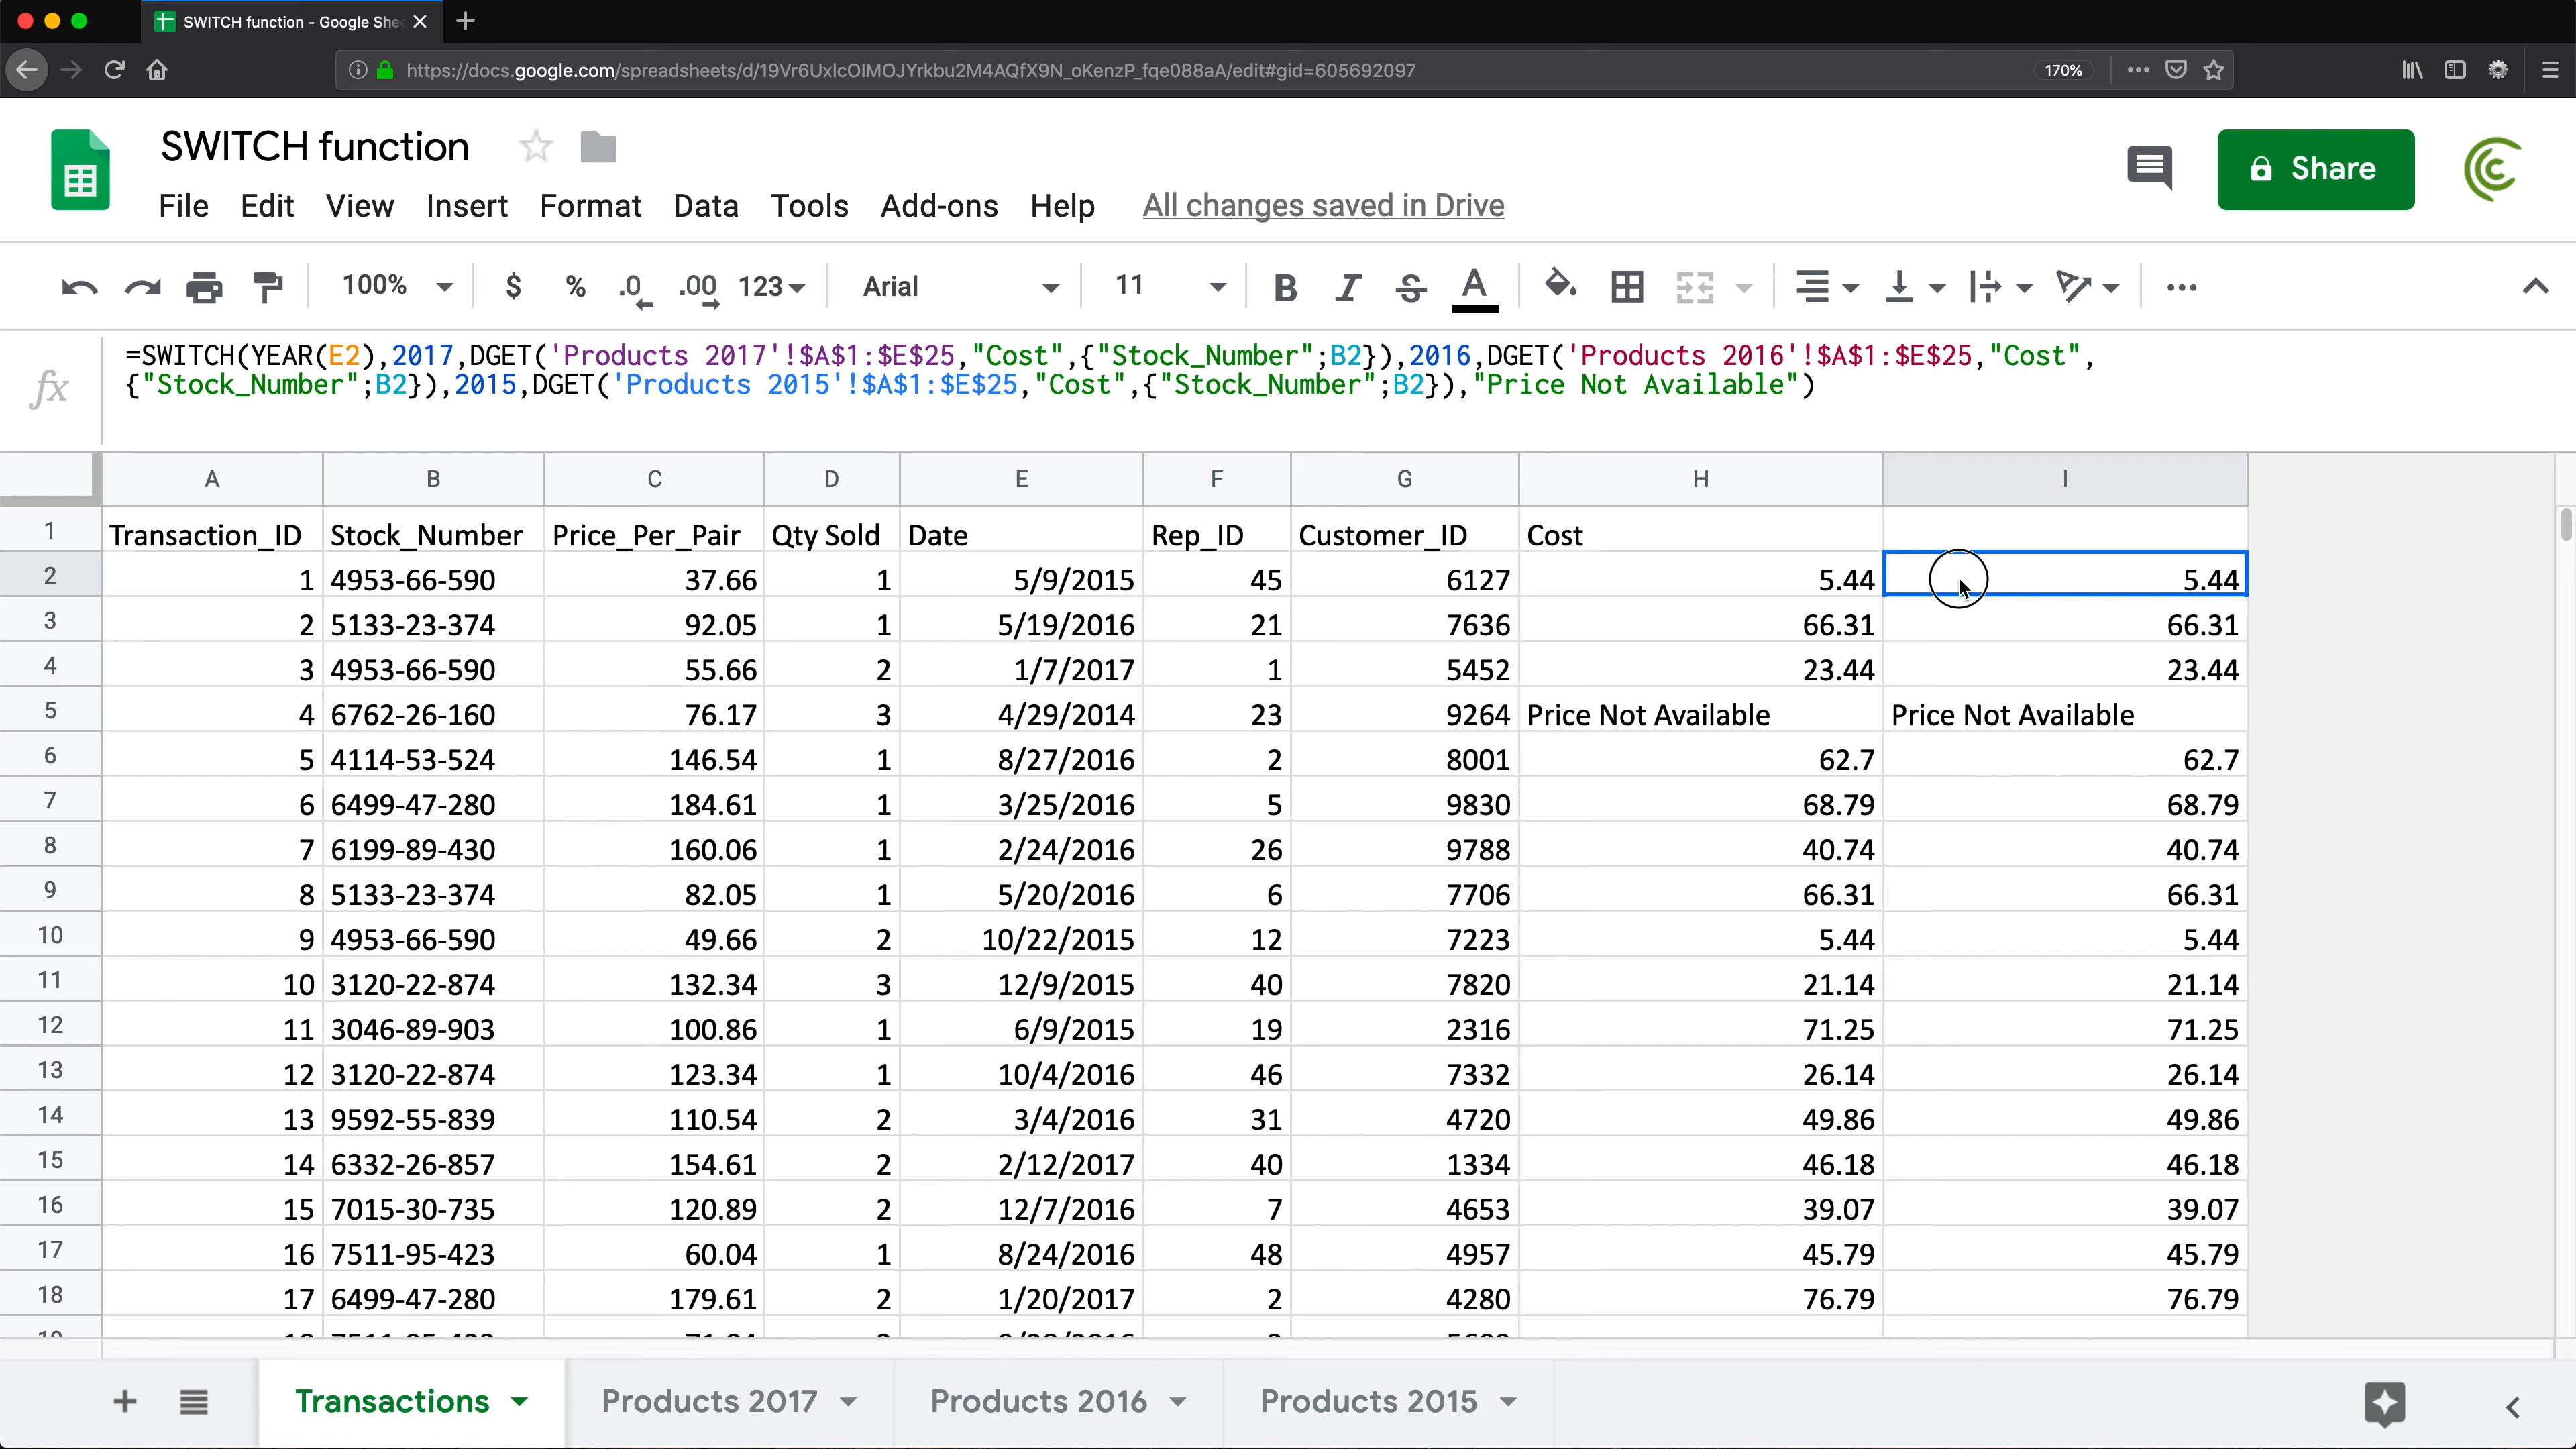 SWITCH function - Google She
https://docs.google.com/spreadsheets/d/19Vr6UxlcOIMOJYrkbu2M4AQfX9N_oKenzP_fqe088aA/edit#gid=605692097 170%
SWITCH function
Share
File Edit View Insert Format Data Tools Add-ons Help All changes saved in Drive
100% $ % .0 .00 123 Arial 11 B I S A
fx =SWITCH(YEAR(E2),2017,DGET('Products 2017'!$A$1:$E$25,"Cost",{"Stock_Number";B2}),2016,DGET('Products 2016'!$A$1:$E$25,"Cost",
{"Stock_Number";B2}),2015,DGET('Products 2015'!$A$1:$E$25,"Cost",{"Stock_Number";B2}),"Price Not Available")
A B C D E F G H I
1 Transaction_ID Stock_Number Price_Per_Pair Qty Sold Date Rep_ID Customer_ID Cost
2 1 4953-66-590 37.66 1 5/9/2015 45 6127 5.44 5.44
3 2 5133-23-374 92.05 1 5/19/2016 21 7636 66.31 66.31
4 3 4953-66-590 55.66 2 1/7/2017 1 5452 23.44 23.44
5 4 6762-26-160 76.17 3 4/29/2014 23 9264 Price Not Available Price Not Available
6 5 4114-53-524 146.54 1 8/27/2016 2 8001 62.7 62.7
7 6 6499-47-280 184.61 1 3/25/2016 5 9830 68.79 68.79
8 7 6199-89-430 160.06 1 2/24/2016 26 9788 40.74 40.74
9 8 5133-23-374 82.05 1 5/20/2016 6 7706 66.31 66.31
10 9 4953-66-590 49.66 2 10/22/2015 12 7223 5.44 5.44
11 10 3120-22-874 132.34 3 12/9/2015 40 7820 21.14 21.14
12 11 3046-89-903 100.86 1 6/9/2015 19 2316 71.25 71.25
13 12 3120-22-874 123.34 1 10/4/2016 46 7332 26.14 26.14
14 13 9592-55-839 110.54 2 3/4/2016 31 4720 49.86 49.86
15 14 6332-26-857 154.61 2 2/12/2017 40 1334 46.18 46.18
16 15 7015-30-735 120.89 2 12/7/2016 7 4653 39.07 39.07
17 16 7511-95-423 60.04 1 8/24/2016 48 4957 45.79 45.79
18 17 6499-47-280 179.61 2 1/20/2017 2 4280 76.79 76.79
Transactions Products 2017 Products 2016 Products 2015